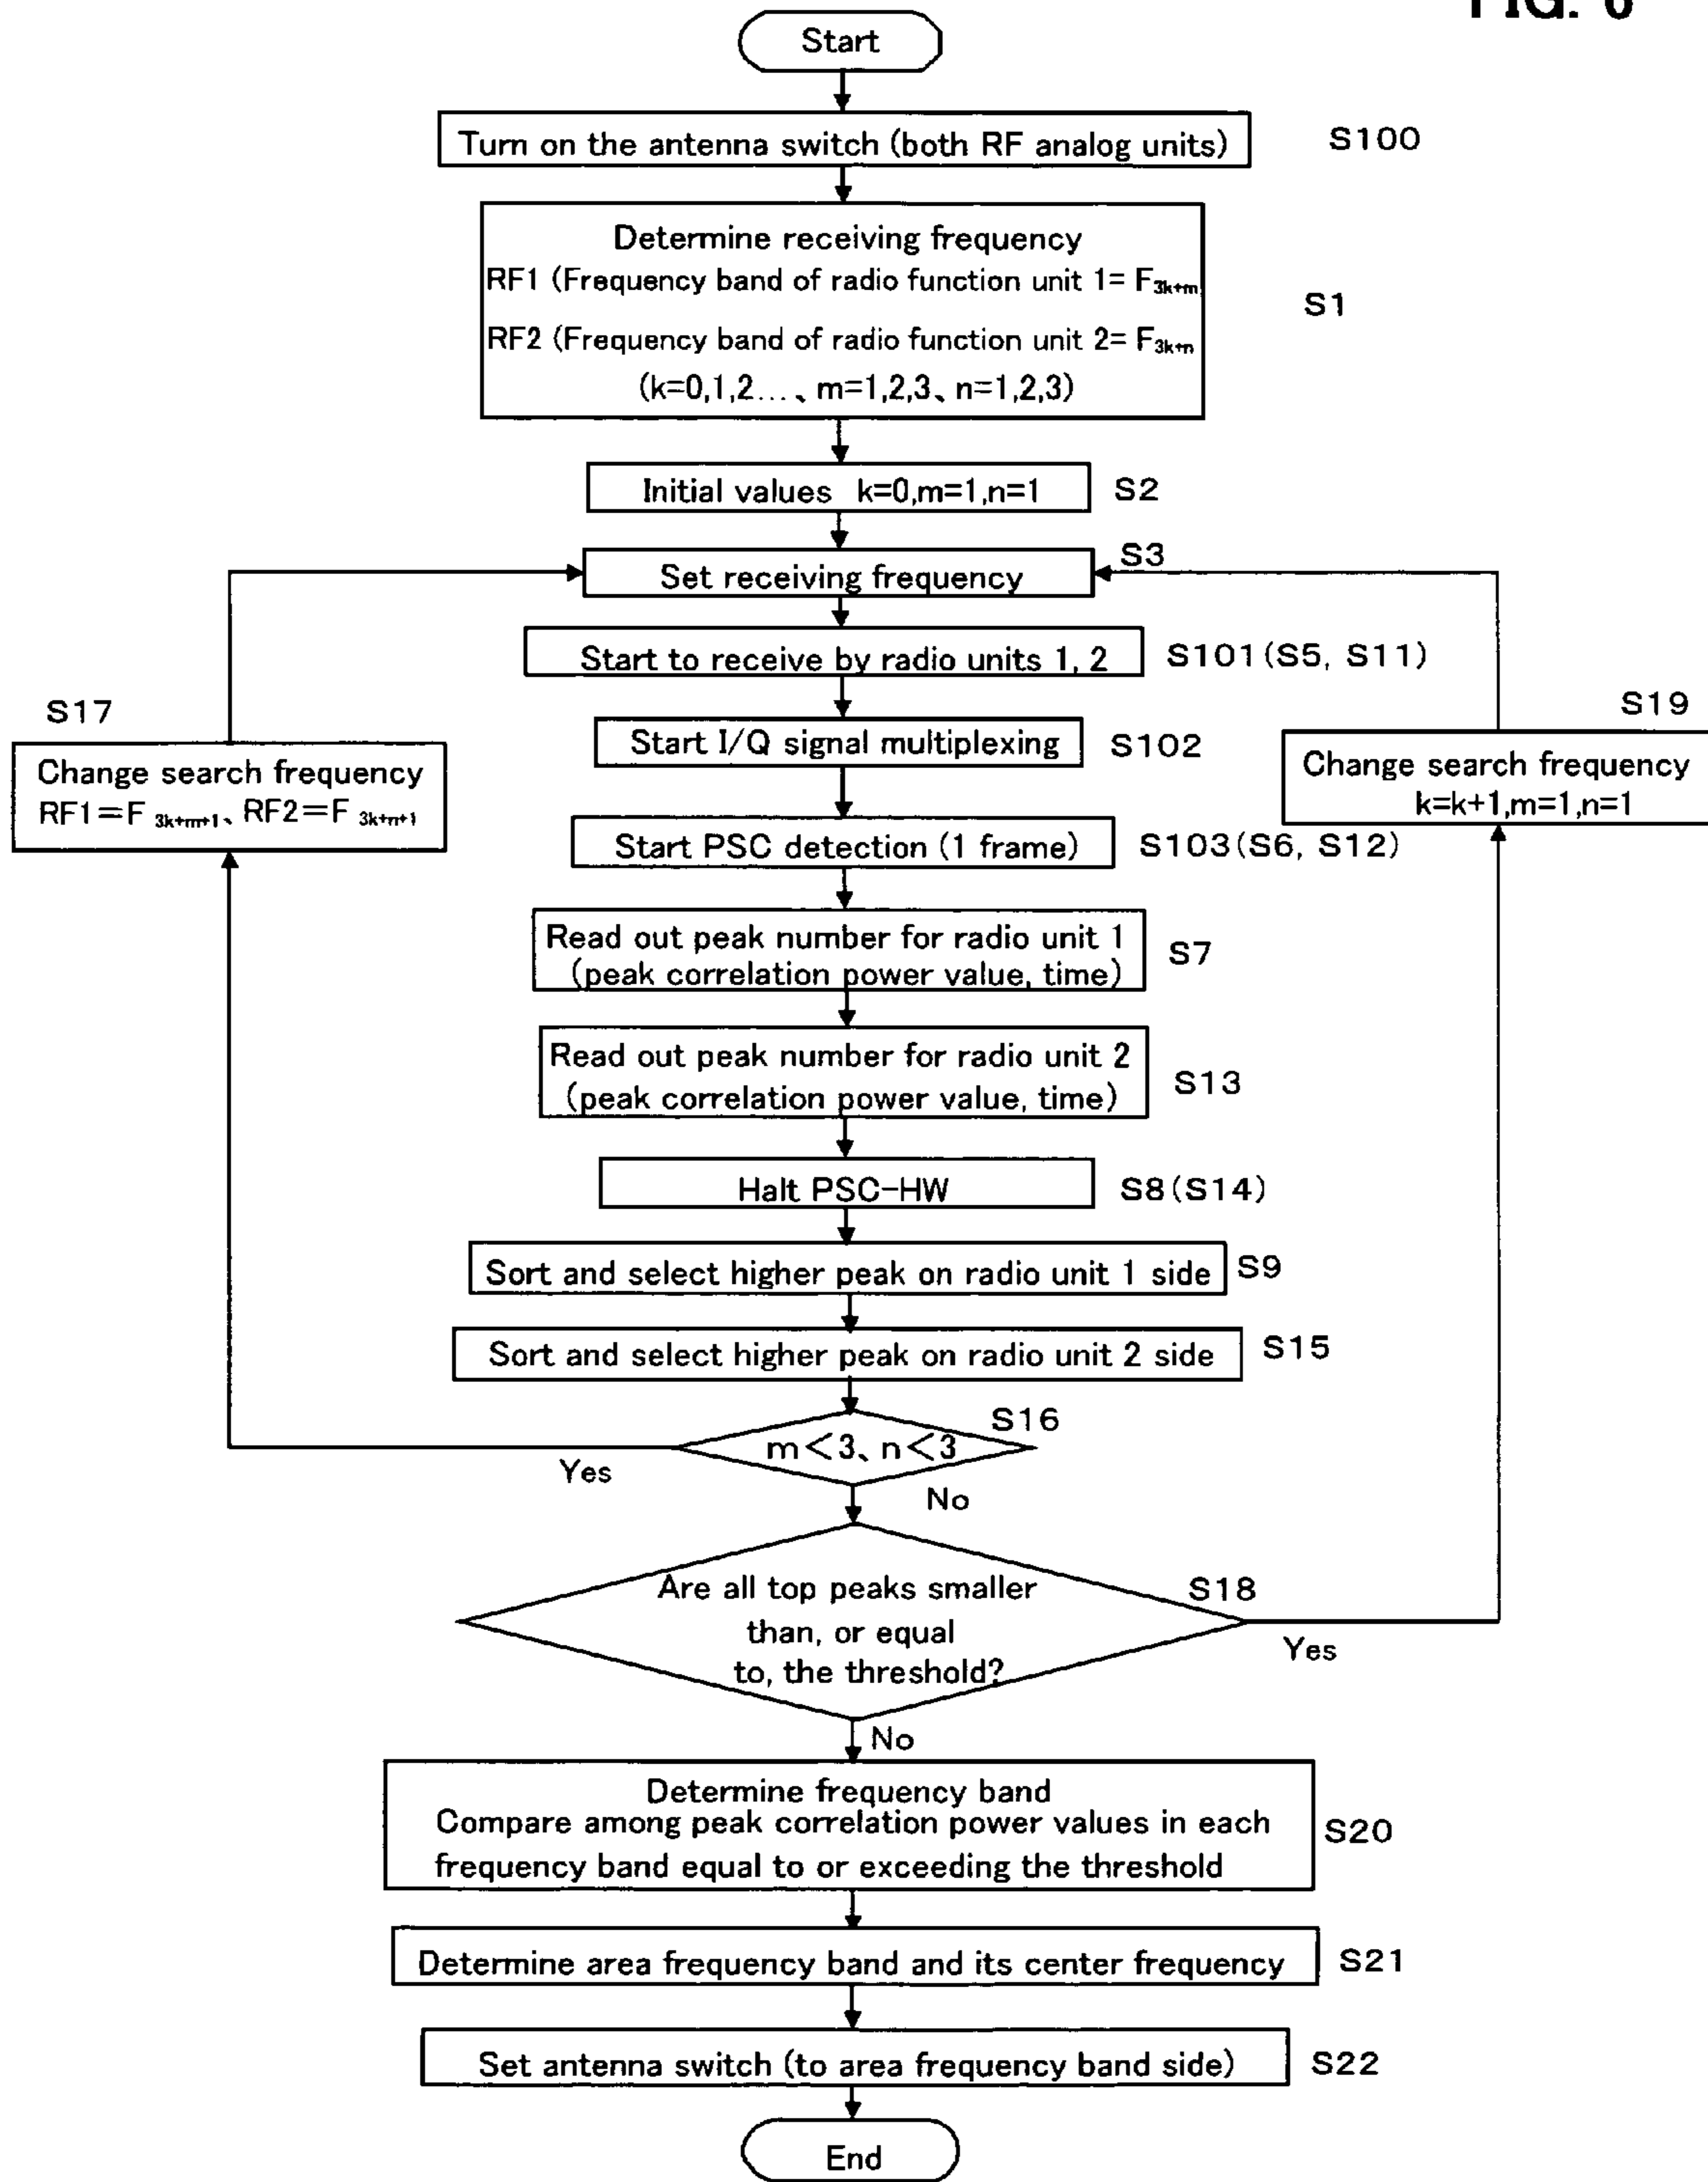 Start
Turn on the antenna switch (both RF analog units)
S100
Determine receiving frequency
RF1 (Frequency band of radio function unit 1= F3k+m
RF2 (Frequency band of radio function unit 2= F3k+n
(k=0,1,2...、m=1,2,3、n=1,2,3)
S1
Initial values k=0,m=1,n=1
S2
S3
Set receiving frequency
Start to receive by radio units 1, 2
S101(S5, S11)
S17
Change search frequency
RF1=F 3k+m+1、RF2=F 3k+n+1
Start I/Q signal multiplexing
S102
S19
Change search frequency
k=k+1,m=1,n=1
Start PSC detection (1 frame)
S103(S6, S12)
Read out peak number for radio unit 1
(peak correlation power value, time)
S7
Read out peak number for radio unit 2
(peak correlation power value, time)
S13
Halt PSC-HW
S8(S14)
Sort and select higher peak on radio unit 1 side
S9
Sort and select higher peak on radio unit 2 side
S15
S16
m<3、n<3
Yes
No
Are all top peaks smaller
than, or equal
to, the threshold?
S18
Yes
No
Determine frequency band
Compare among peak correlation power values in each
frequency band equal to or exceeding the threshold
S20
Determine area frequency band and its center frequency
S21
Set antenna switch (to area frequency band side)
S22
End